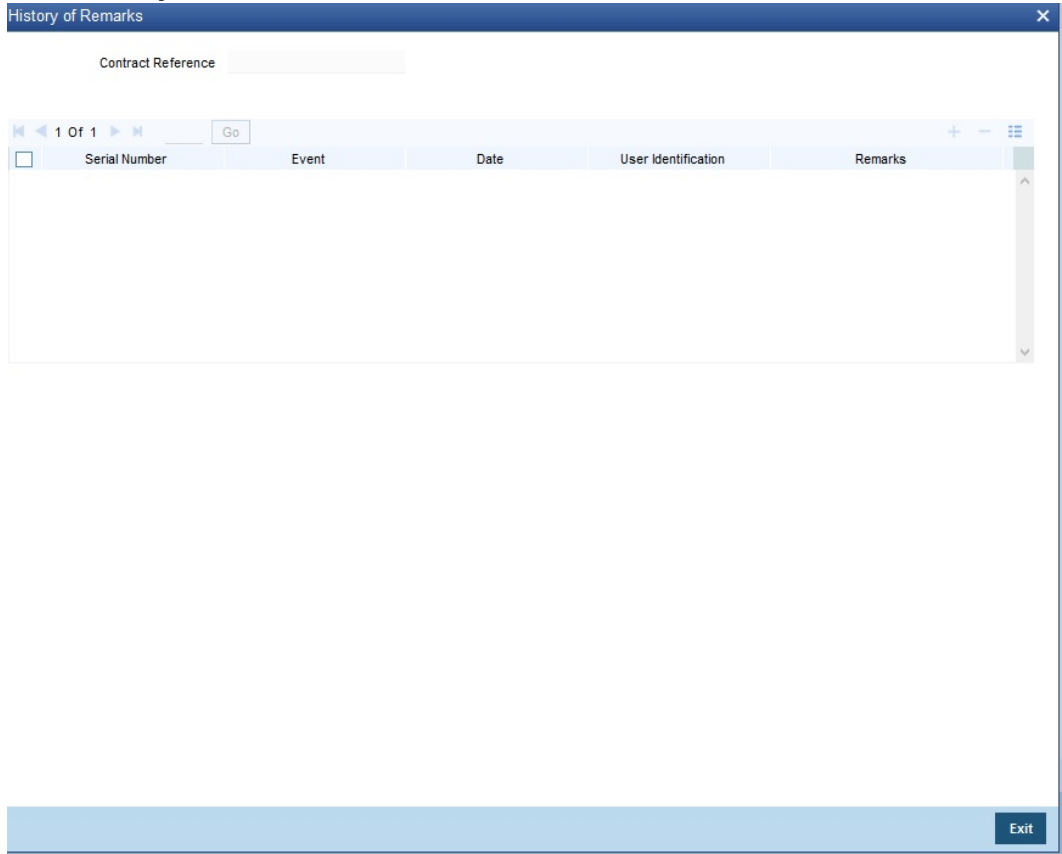 History of Remarks
Contract Reference
1 Of 1 Go
Serial Number Event Date User Identification Remarks
Exit